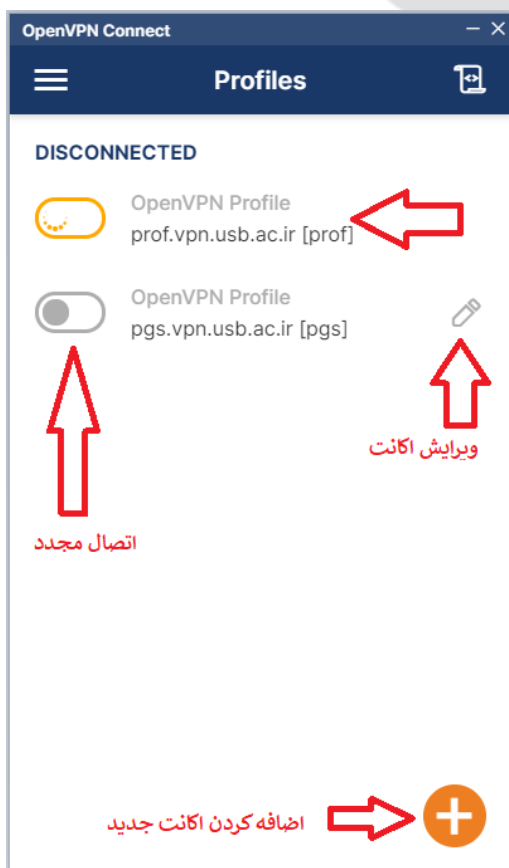 OpenVPN Connect
Profiles
DISCONNECTED
OpenVPN Profile
prof.vpn.usb.ac.ir [prof]
OpenVPN Profile
pgs.vpn.usb.ac.ir [pgs]
ویرایش اکانت
اتصال مجدد
اضافه کردن اکانت جدید